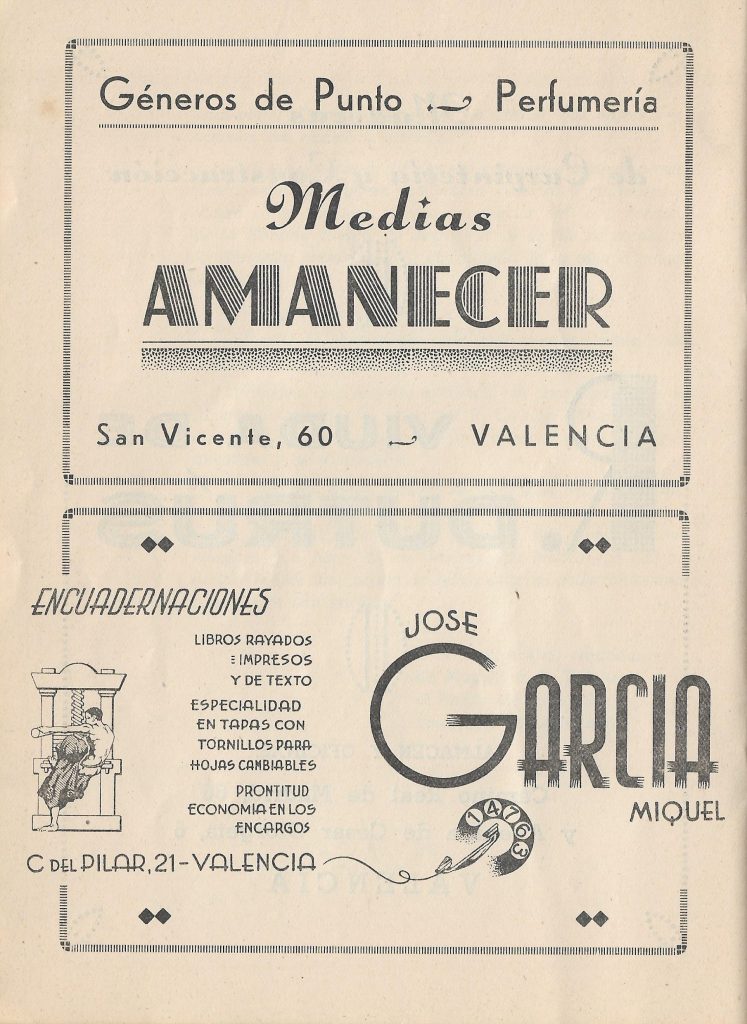 Géneros de Punto Perfumería
Medias
AMANECER
San Vicente, 60 VALENCIA
ENCUADERNACIONES
LIBROS RAYADOS
IMPRESOS
Y DE TEXTO
ESPECIALIDAD
EN TAPAS CON
TORNILLOS PARA
HOJAS CAMBIABLES
PRONTITUD
ECONOMIA EN LOS
ENCARGOS
C DEL PILAR, 21-VALENCIA
JOSE
GARCIA
MIQUEL
14763